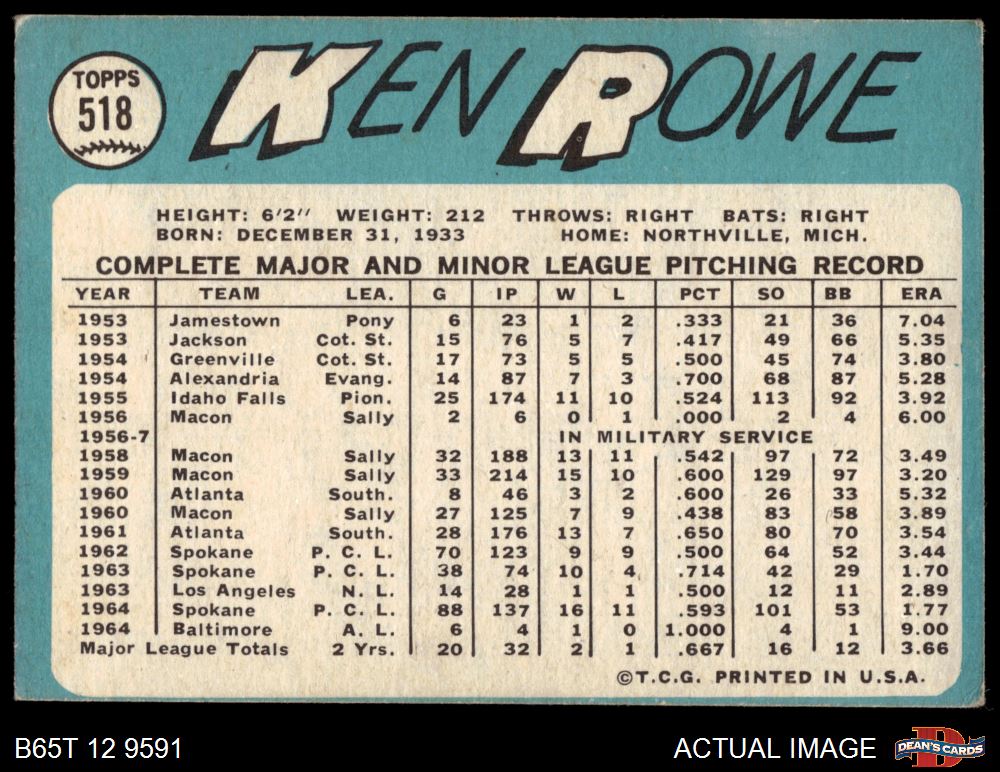 TOPPS
518
KEN ROWE
HEIGHT: 6'2" WEIGHT: 212 THROWS: RIGHT BATS: RIGHT
BORN: DECEMBER 31, 1933 HOME: NORTHVILLE, MICH.
COMPLETE MAJOR AND MINOR LEAGUE PITCHING RECORD
YEAR TEAM LEA. G IP W L PCT SO BB ERA
1953 Jamestown Pony 6 23 1 2 .333 21 36 7.04
1953 Jackson Cot. St. 15 76 5 7 .417 49 66 5.35
1954 Greenville Cot. St. 17 73 5 5 .500 45 74 3.80
1954 Alexandria Evang. 14 87 7 3 .700 68 87 5.28
1955 Idaho Falls Pion. 25 174 11 10 .524 113 92 3.92
1956 Macon Sally 2 6 0 1 .000 2 4 6.00
1956-7 IN MILITARY SERVICE
1958 Macon Sally 32 188 13 11 .542 97 72 3.49
1959 Macon Sally 33 214 15 10 .600 129 97 3.20
1960 Atlanta South. 8 46 3 2 .600 26 33 5.32
1960 Macon Sally 27 125 7 9 .438 83 58 3.89
1961 Atlanta South. 28 176 13 7 .650 80 70 3.54
1962 Spokane P. C. L. 70 123 9 9 .500 64 52 3.44
1963 Spokane P. C. L. 38 74 10 4 .714 42 29 1.70
1963 Los Angeles N. L. 14 28 1 1 .500 12 11 2.89
1964 Spokane P. C. L. 88 137 16 11 .593 101 53 1.77
1964 Baltimore A. L. 6 4 1 0 1.000 4 1 9.00
Major League Totals 2 Yrs. 20 32 2 1 .667 16 12 3.66
©T.C.G. PRINTED IN U.S.A.
B65T 12 9591 ACTUAL IMAGE DEAN'S CARDS